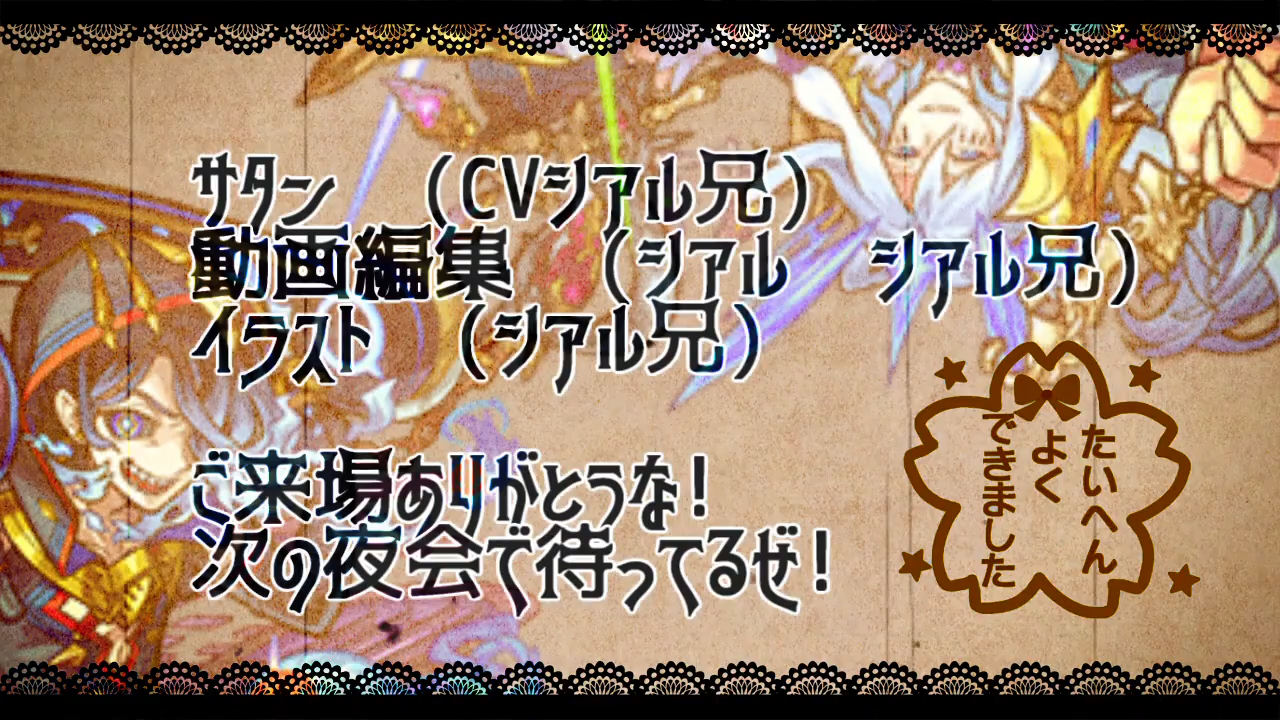 サタン　(CVシアル兄)
動画編集　(シアル　シアル兄)
イラスト　(シアル兄)
ご来場ありがとうな!
次の夜会で待ってるぜ!
たいへん
よく
できました